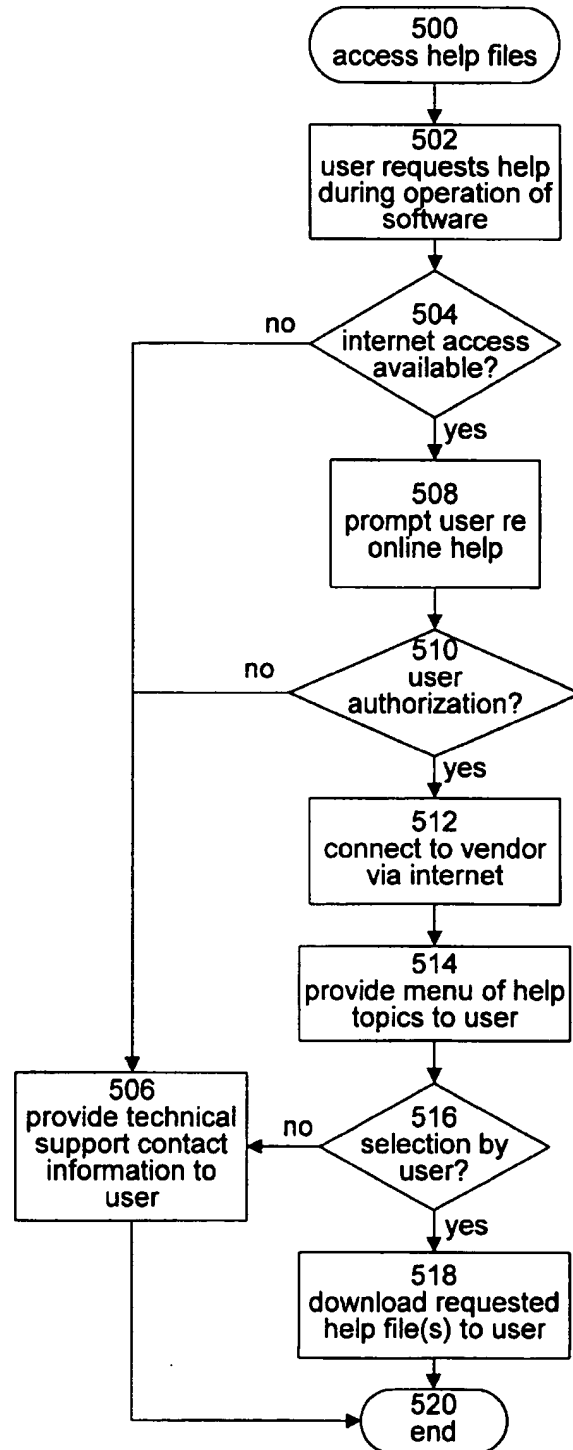 500
access help files
502
user requests help
during operation of
software
504
internet access
available?
no
yes
508
prompt user re
online help
510
user
authorization?
no
yes
512
connect to vendor
via internet
514
provide menu of help
topics to user
506
provide technical
support contact
information to
user
no
516
selection by
user?
yes
518
download requested
help file(s) to user
520
end